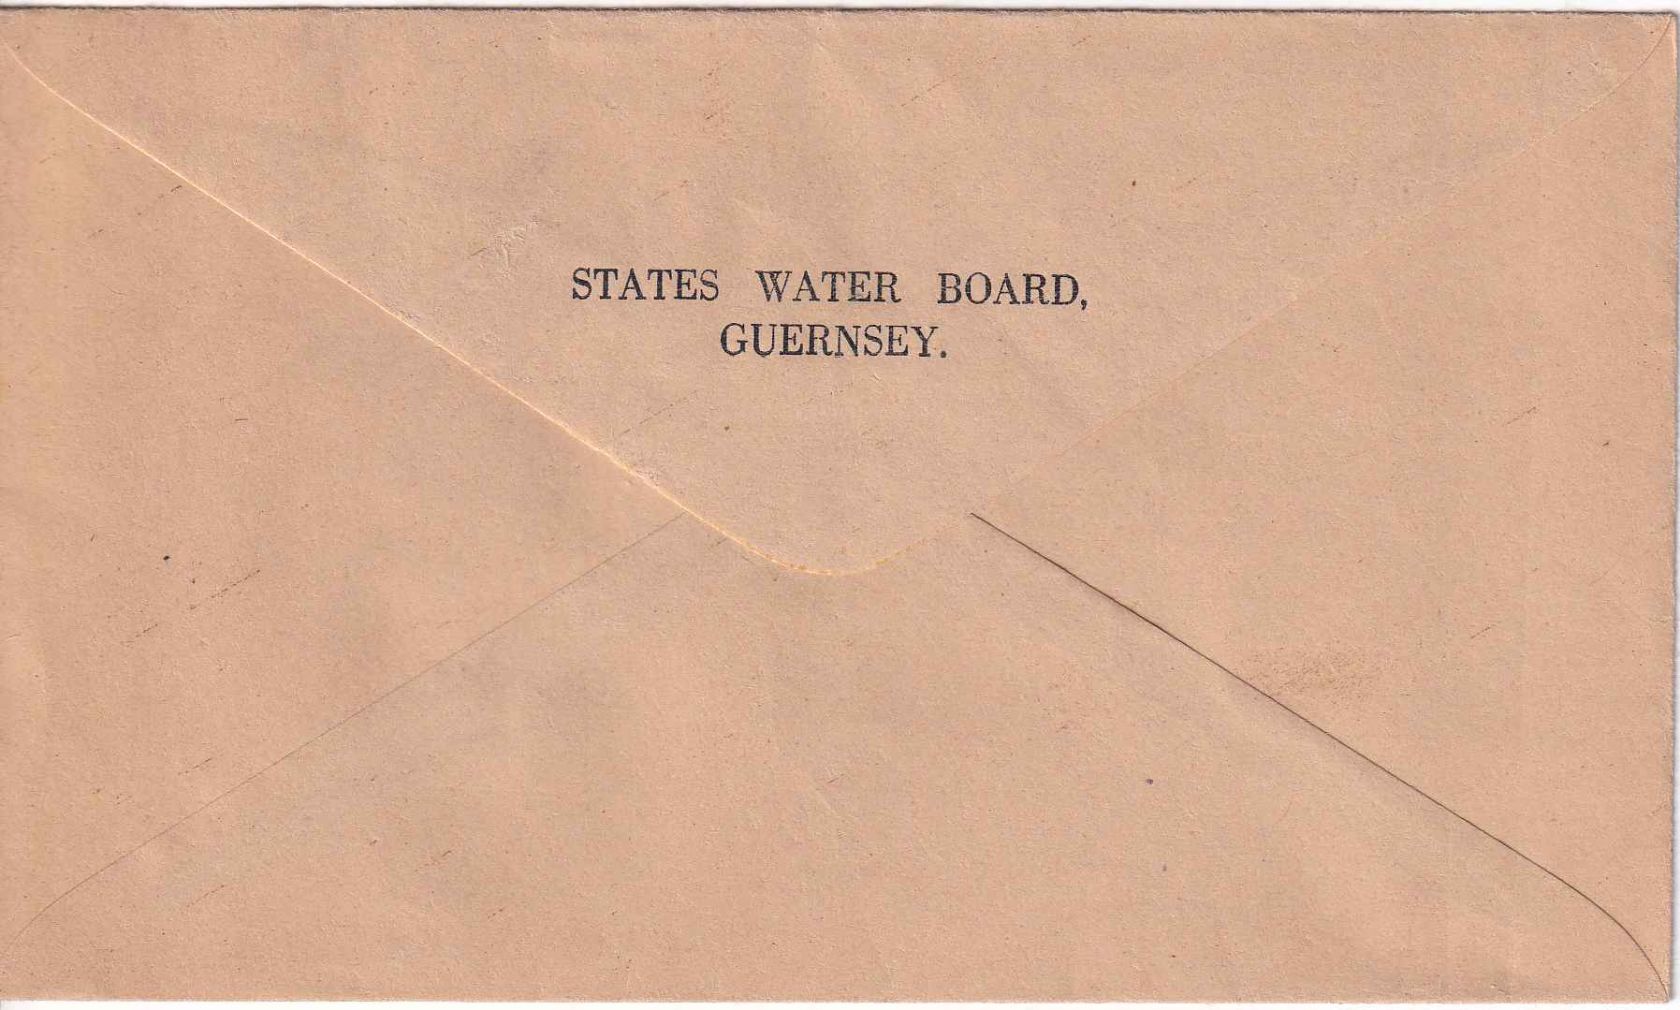 STATES WATER BOARD,
GUERNSEY.